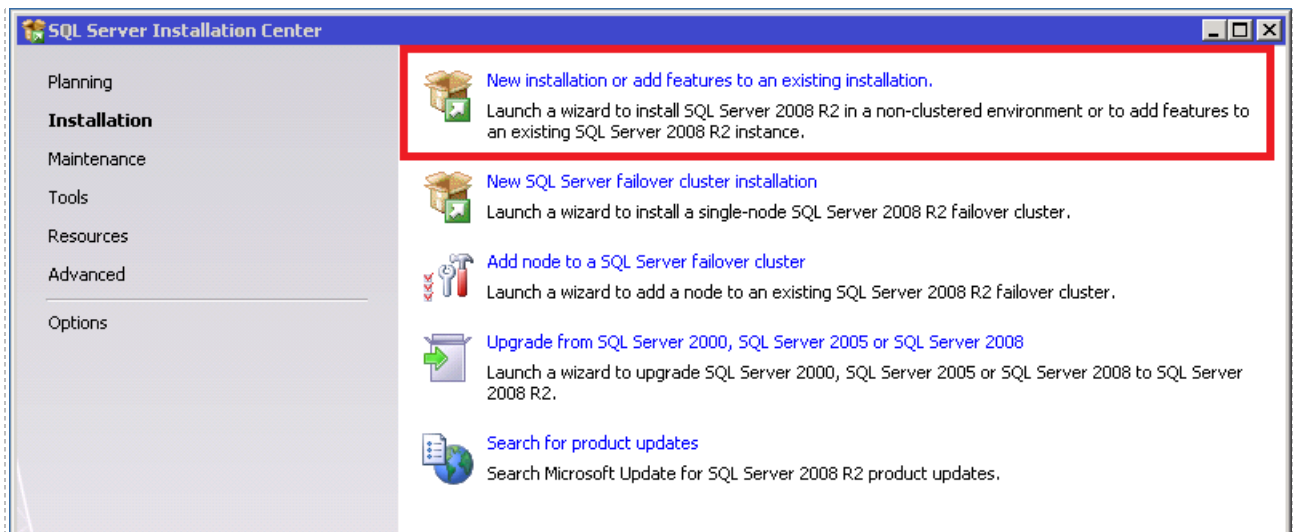 SQL Server Installation Center
Planning
Installation
Maintenance
Tools
Resources
Advanced
Options
New installation or add features to an existing installation.
Launch a wizard to install SQL Server 2008 R2 in a non-clustered environment or to add features to
an existing SQL Server 2008 R2 instance.
New SQL Server failover cluster installation
Launch a wizard to install a single-node SQL Server 2008 R2 failover cluster.
Add node to a SQL Server failover cluster
Launch a wizard to add a node to an existing SQL Server 2008 R2 failover cluster.
Upgrade from SQL Server 2000, SQL Server 2005 or SQL Server 2008
Launch a wizard to upgrade SQL Server 2000, SQL Server 2005 or SQL Server 2008 to SQL Server
2008 R2.
Search for product updates
Search Microsoft Update for SQL Server 2008 R2 product updates.